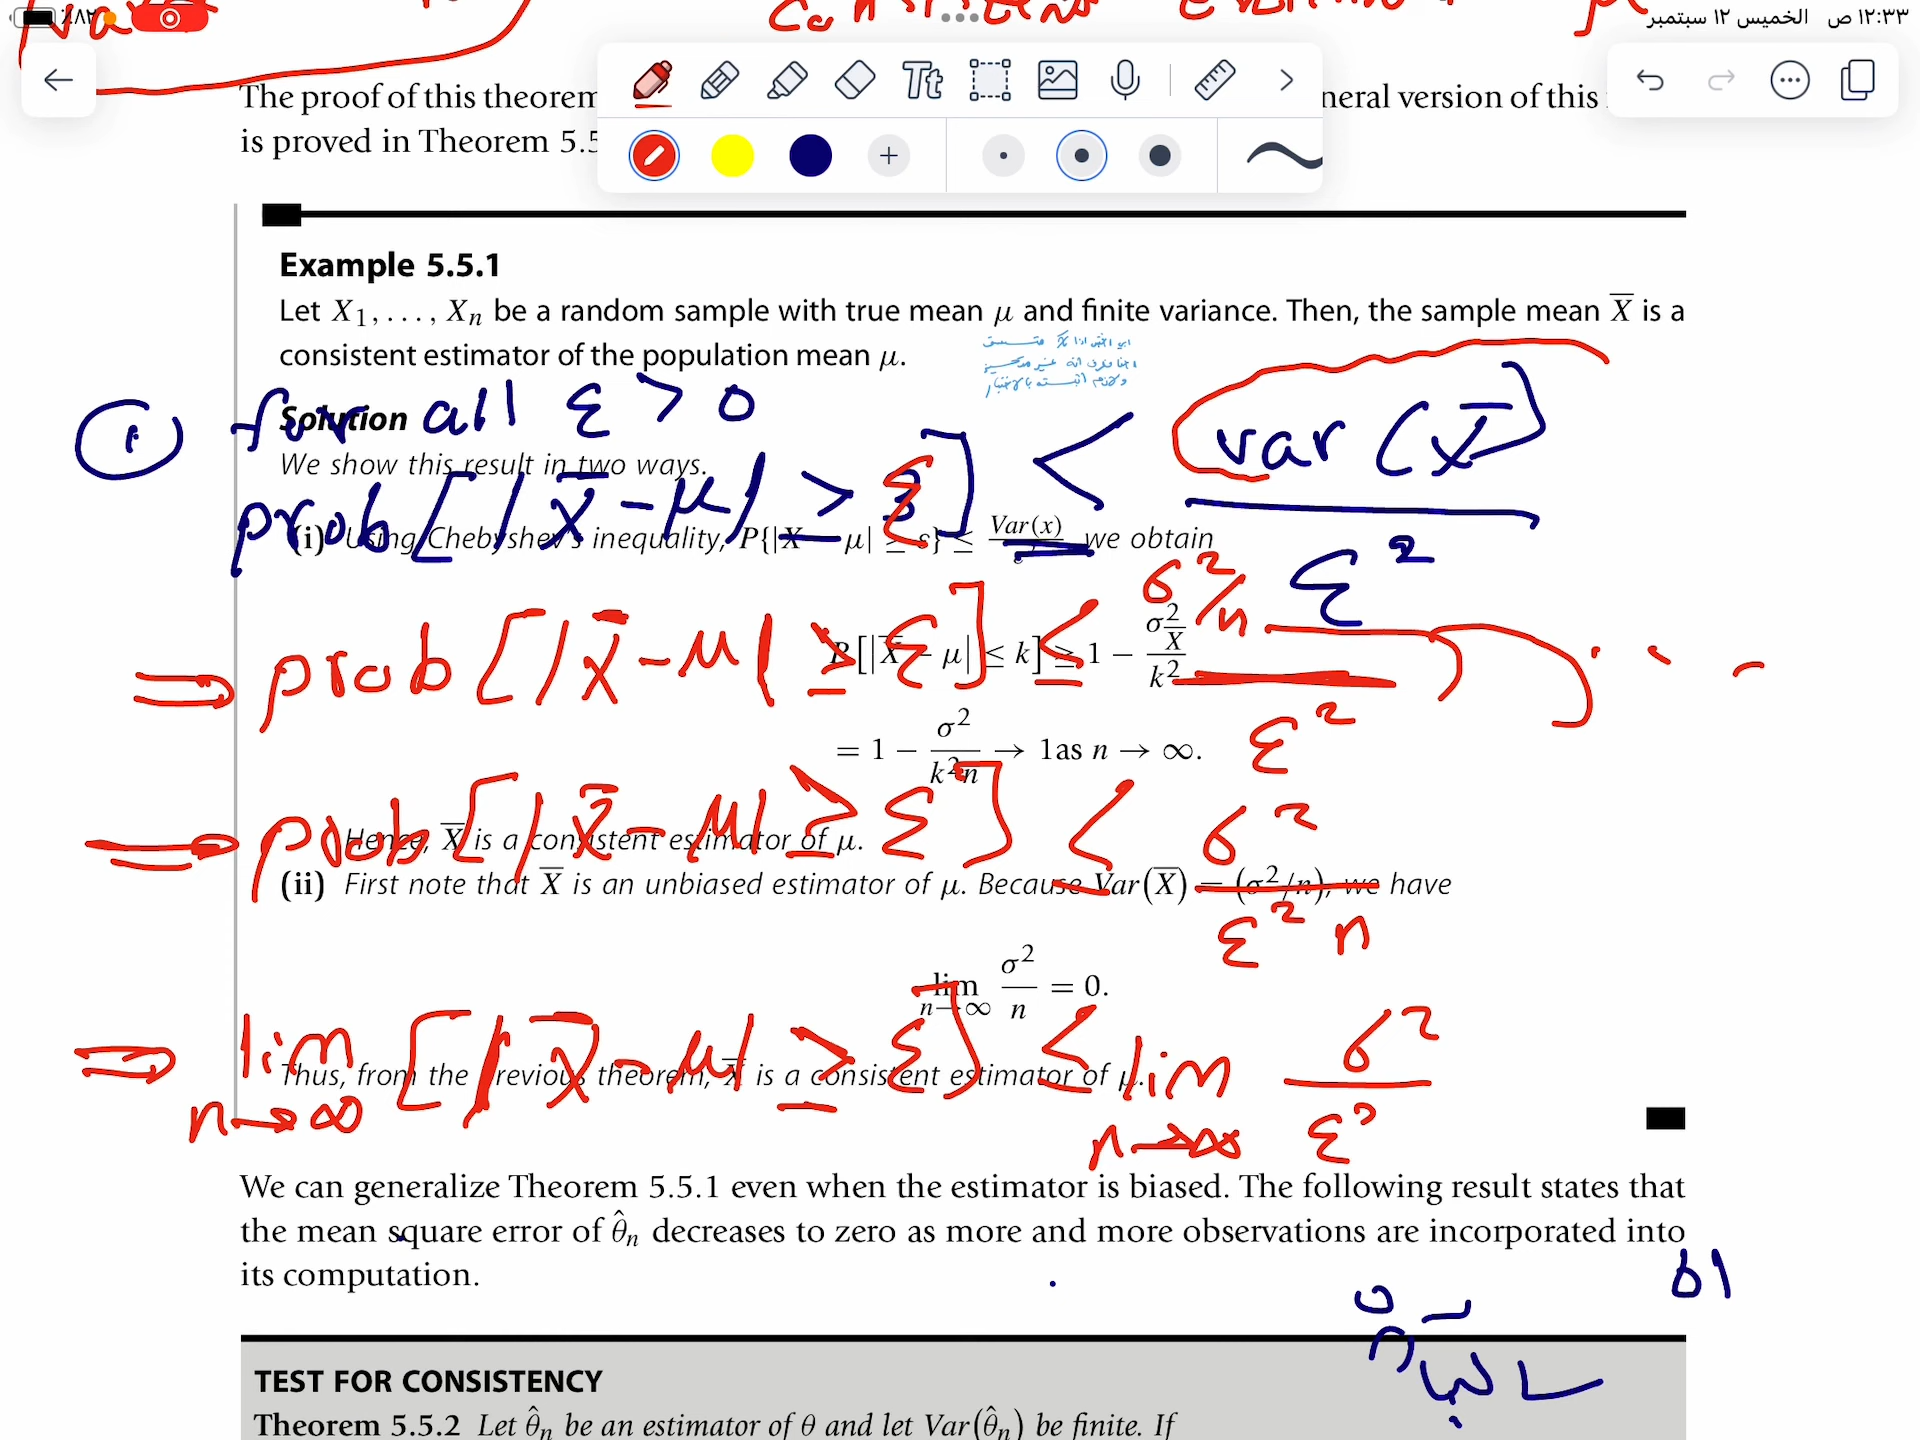 ٪٨٢
١٢:٣٣ ص الخميس ١٢ سبتمبر
The proof of this theorem
neral version of this
is proved in Theorem 5.5
Tt
Example 5.5.1
Let X₁, . . . , Xₙ be a random sample with true mean μ and finite variance. Then, the sample mean X̅ is a
consistent estimator of the population mean μ.
① for all ε > 0
Solution
We show this result in two ways.
prob [|X̅ - μ| > ε] < var (X̅) / ε²
(i) Using Chebyshev's inequality, P{|X - μ| ≥ ε} ≤ Var(x) we obtain
⇒ prob [|X̅ - μ| ≥ ε] ≤ σ²/n / ε²
P[|X̅ - μ| ≤ k] ≥ 1 - σ²_X̅ / k²
= 1 - σ² / k²n → 1as n → ∞.
⇒ prob [|X̅ - μ| ≥ ε] ≤ σ² / ε² n
Hence, X̅ is a consistent estimator of μ.
(ii) First note that X̅ is an unbiased estimator of μ. Because Var(X̅) = (σ²/n), we have
lim n→∞ σ² / n = 0.
⇒ lim n→∞ [|X̅ - μ| ≥ ε] ≤ lim n→∞ σ² / ε²
Thus, from the previous theorem, X̅ is a consistent estimator of μ.
We can generalize Theorem 5.5.1 even when the estimator is biased. The following result states that
the mean square error of θ̂ₙ decreases to zero as more and more observations are incorporated into
its computation.
TEST FOR CONSISTENCY
Theorem 5.5.2 Let θ̂ₙ be an estimator of θ and let Var(θ̂ₙ) be finite. If